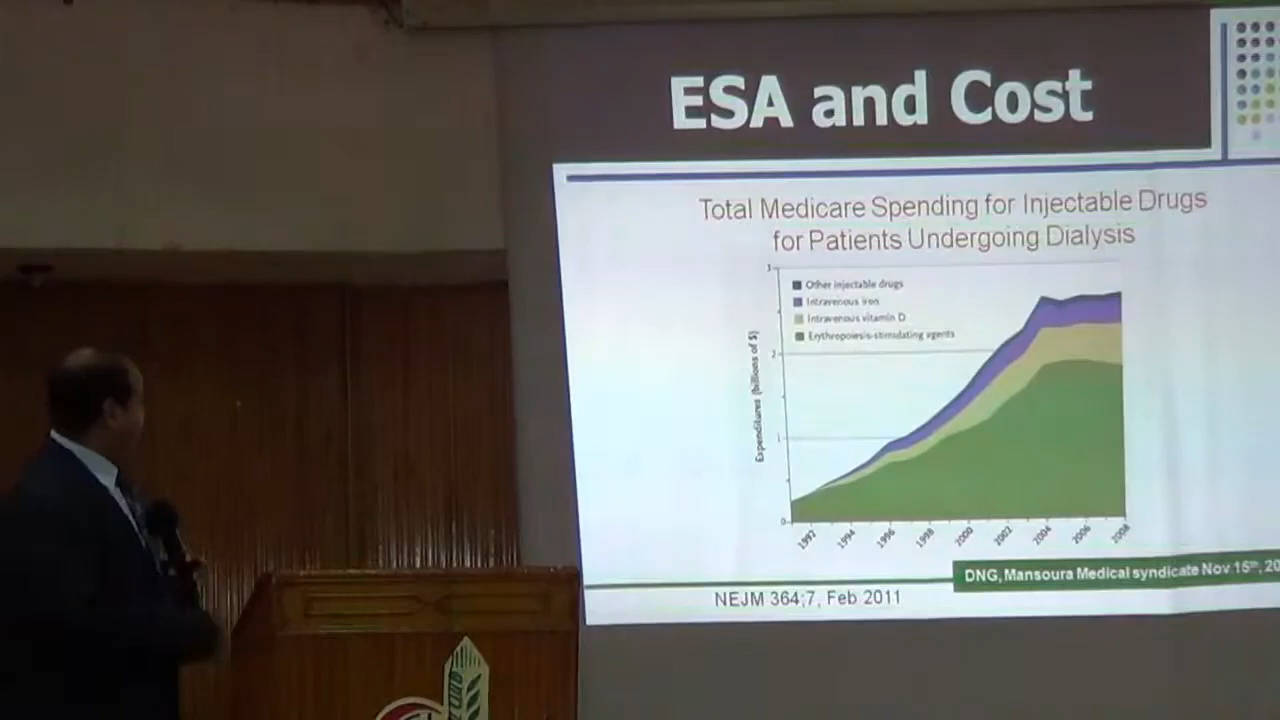 ESA and Cost
Total Medicare Spending for Injectable Drugs
for Patients Undergoing Dialysis
3
Other injectable drugs
Intravenous iron
Intravenous vitamin D
Erythropoiesis-stimulating agents
2
Expenditures (billions of $)
1
0
1992
1994
1996
1998
2000
2002
2004
2006
2008
DNG, Mansoura Medical syndicate Nov 15th, 20
NEJM 364;7, Feb 2011